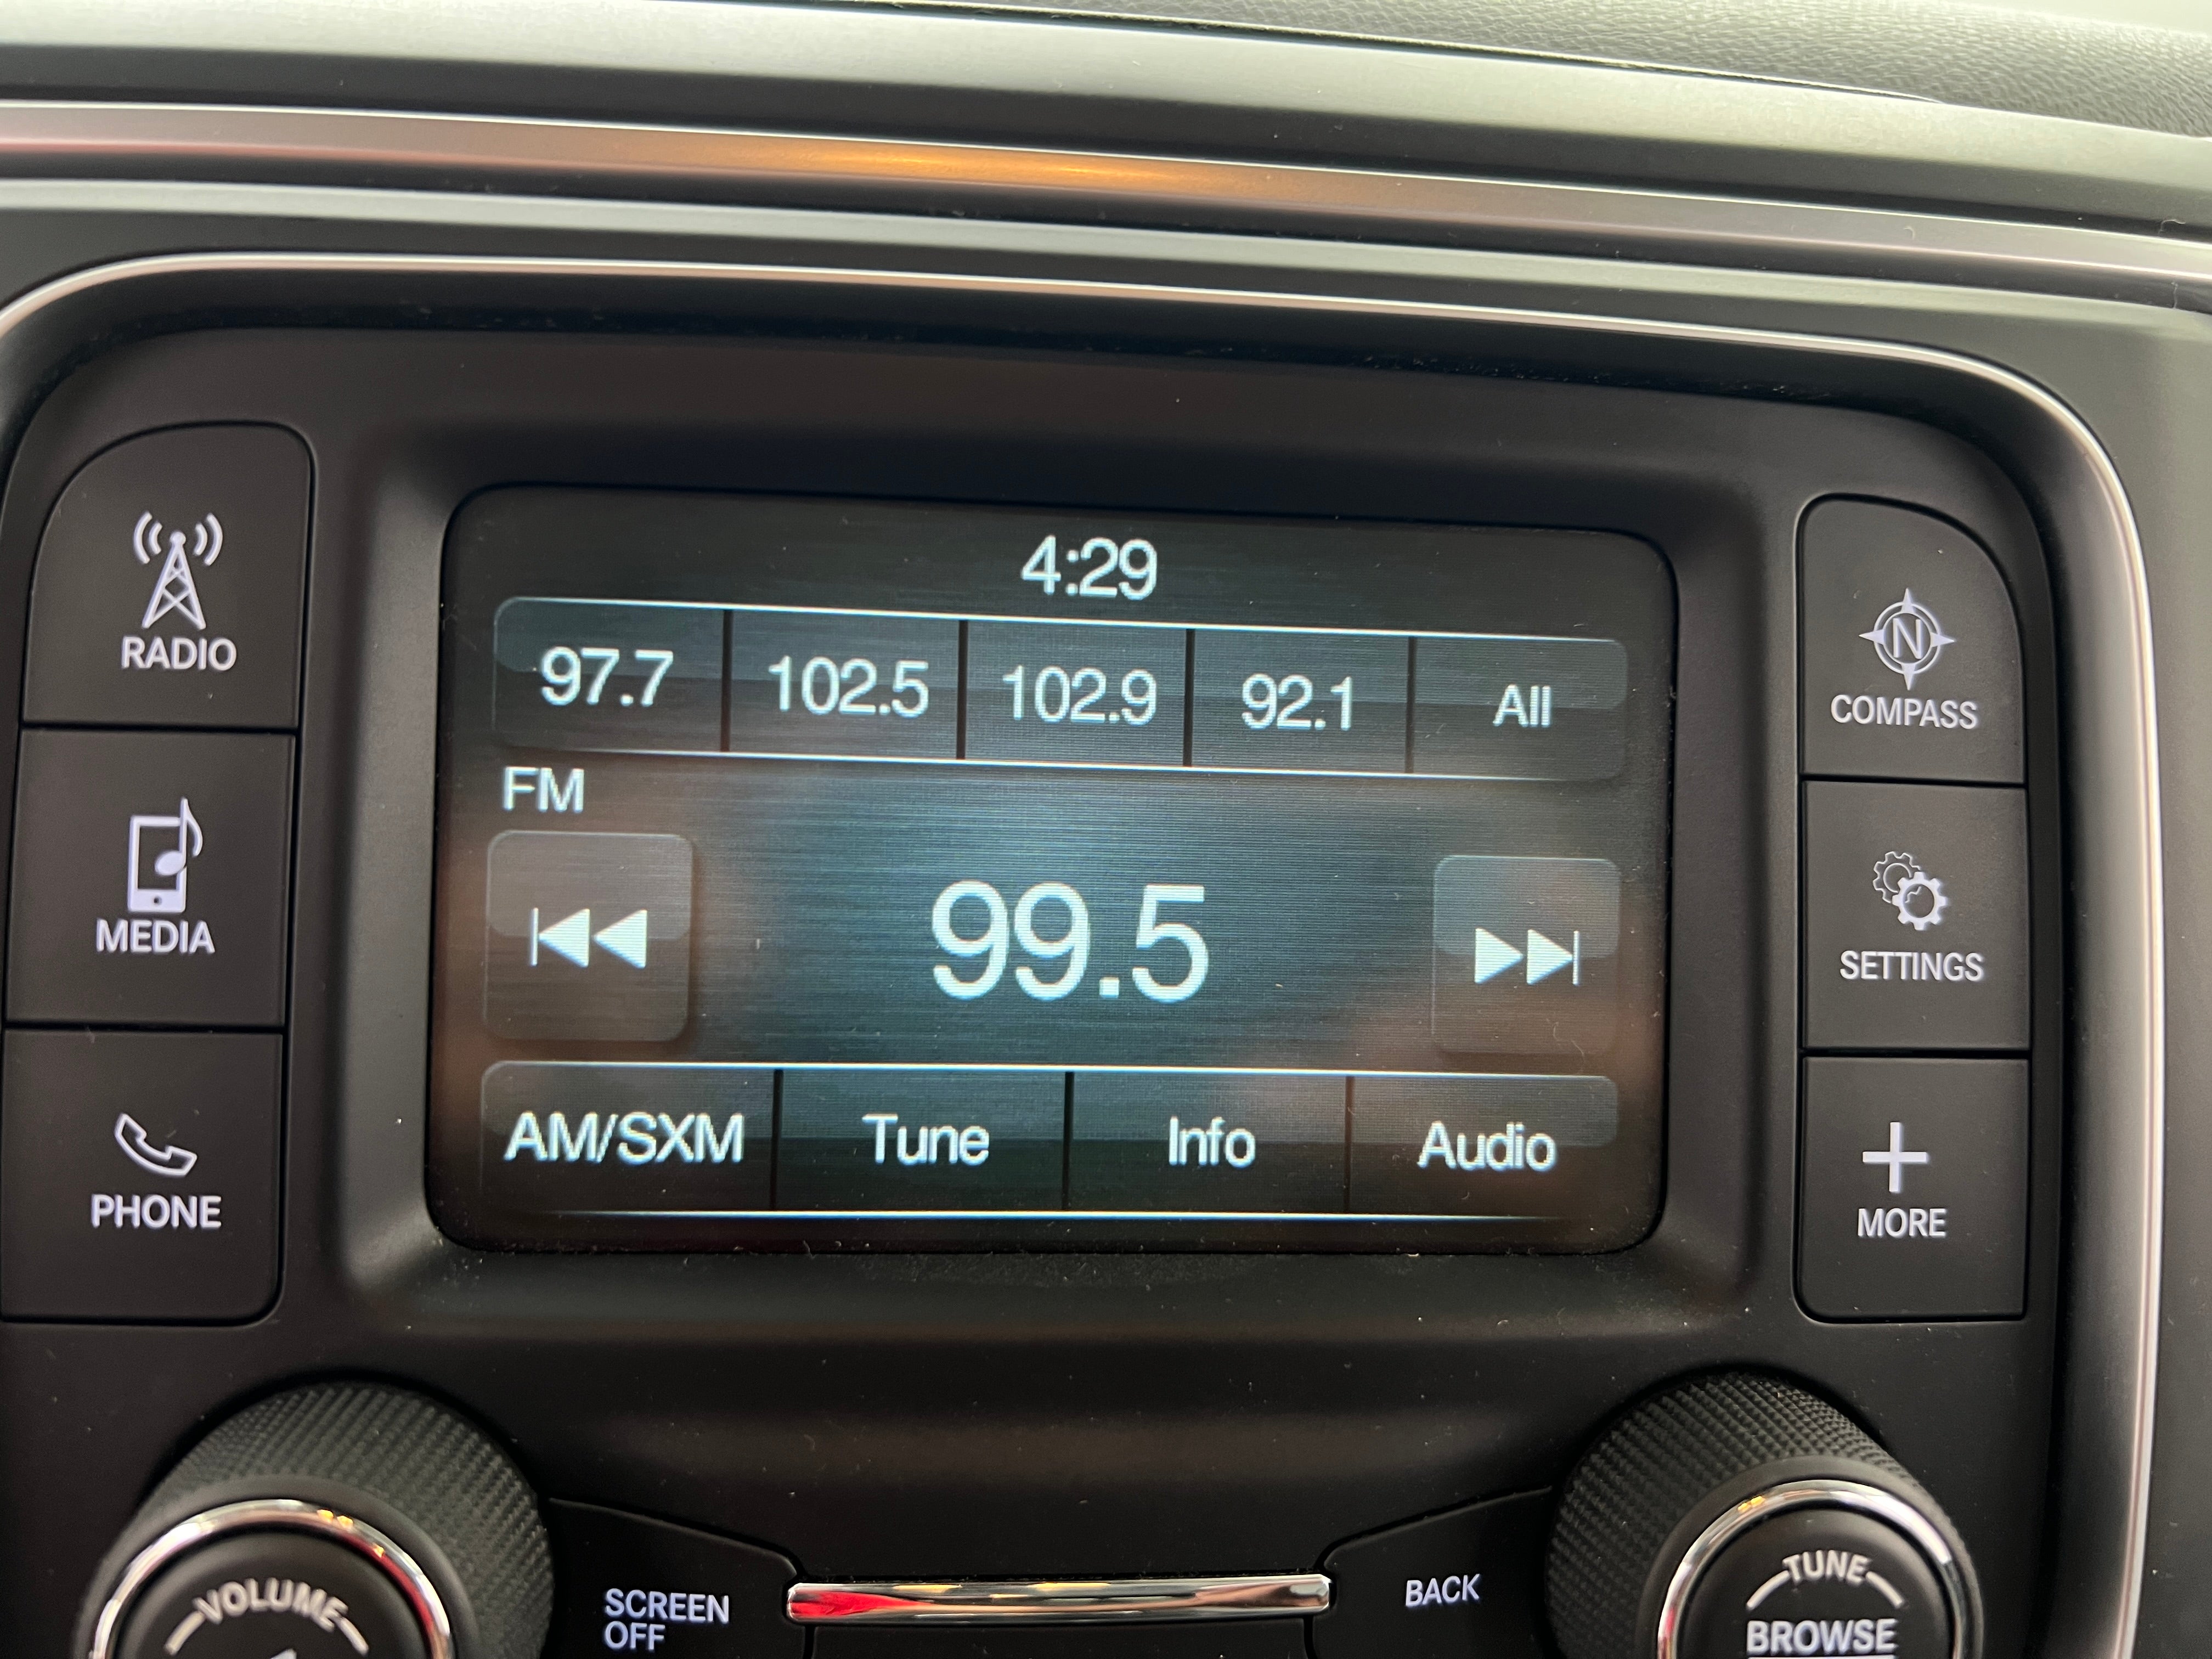 4:29
97.7 102.5 102.9 92.1 All
FM
99.5
AM/SXM Tune Info Audio
RADIO
MEDIA
PHONE
N
COMPASS
SETTINGS
MORE
VOLUME
SCREEN
OFF
BACK
TUNE
BROWSE